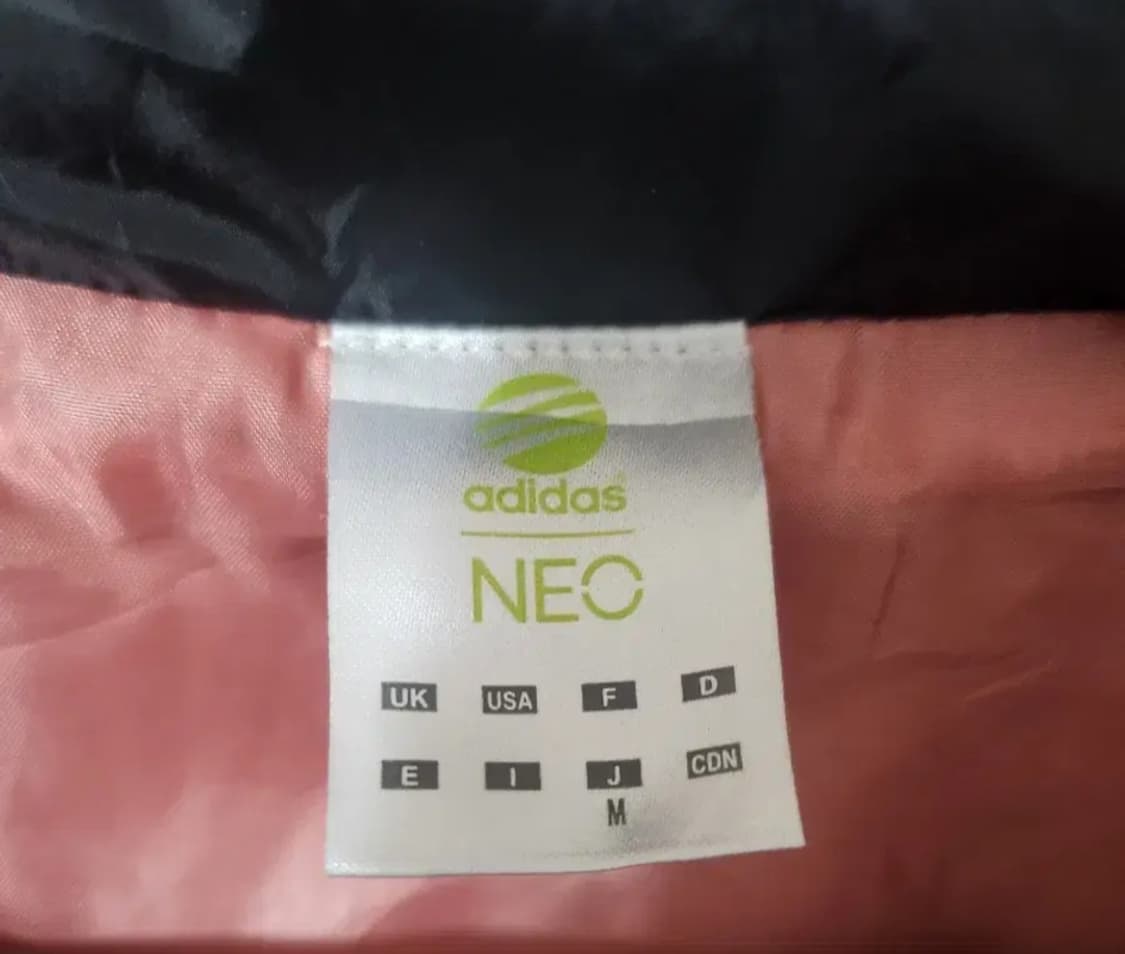 adidas®
NEO
UK USA F D
E I J CDN
M